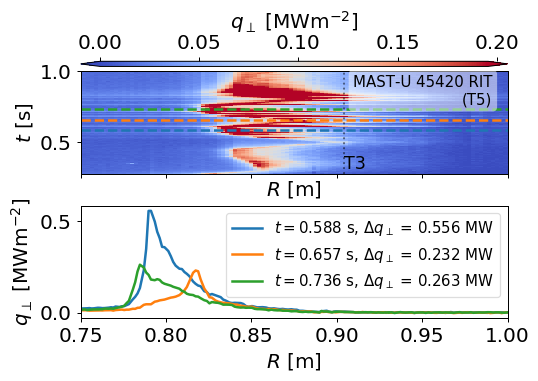 q⊥ [MWm⁻²]
0.00 0.05 0.10 0.15 0.20
1.0
0.5
t [s]
MAST-U 45420 RIT
(T5)
T3
R [m]
0.5
0.0
q⊥ [MWm⁻²]
t = 0.588 s, Δq⊥ = 0.556 MW
t = 0.657 s, Δq⊥ = 0.232 MW
t = 0.736 s, Δq⊥ = 0.263 MW
0.75 0.80 0.85 0.90 0.95 1.00
R [m]